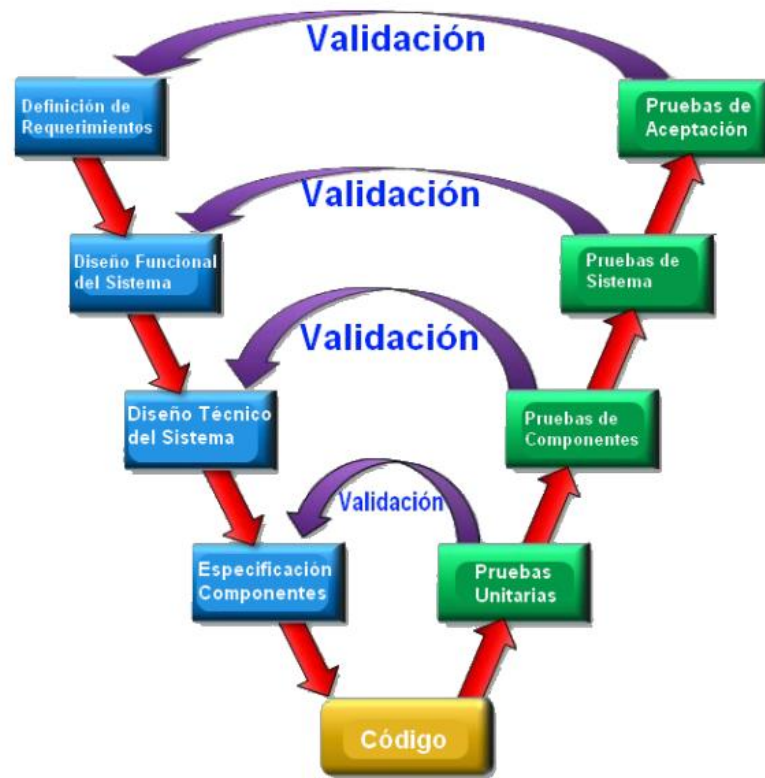 Validación
Definición de
Requerimientos
Pruebas de
Aceptación
Validación
Diseño Funcional
del Sistema
Pruebas de
Sistema
Validación
Diseño Técnico
del Sistema
Pruebas de
Componentes
Validación
Especificación
Componentes
Pruebas
Unitarias
Código